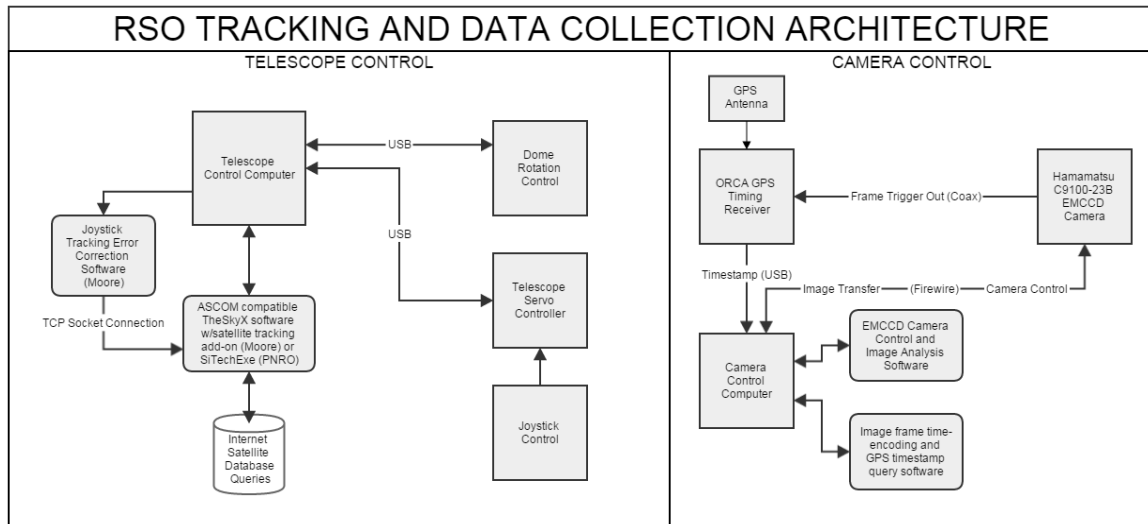 RSO TRACKING AND DATA COLLECTION ARCHITECTURE
TELESCOPE CONTROL
Telescope
Control Computer
USB
Dome
Rotation
Control
USB
Joystick
Tracking Error
Correction
Software
(Moore)
TCP Socket Connection
ASCOM compatible
TheSkyX software
w/satellite tracking
add-on (Moore) or
SiTechExe (PNRO)
Telescope
Servo
Controller
Internet
Satellite
Database
Queries
Joystick
Control
CAMERA CONTROL
GPS
Antenna
ORCA GPS
Timing
Receiver
Frame Trigger Out (Coax)
Hamamatsu
C9100-23B
EMCCD
Camera
Timestamp (USB)
Image Transfer (Firewire) Camera Control
Camera
Control
Computer
EMCCD Camera
Control and
Image Analysis
Software
Image frame time-
encoding and
GPS timestamp
query software